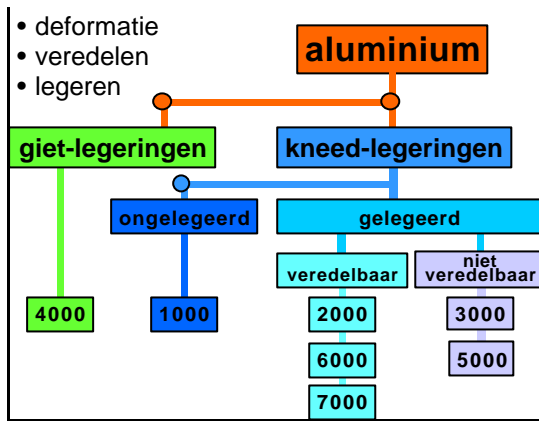 • deformatie
• veredelen
• legeren
aluminium
giet-legeringen
kneed-legeringen
ongelegeerd
gelegeerd
veredelbaar
niet
veredelbaar
4000
1000
2000
3000
6000
5000
7000